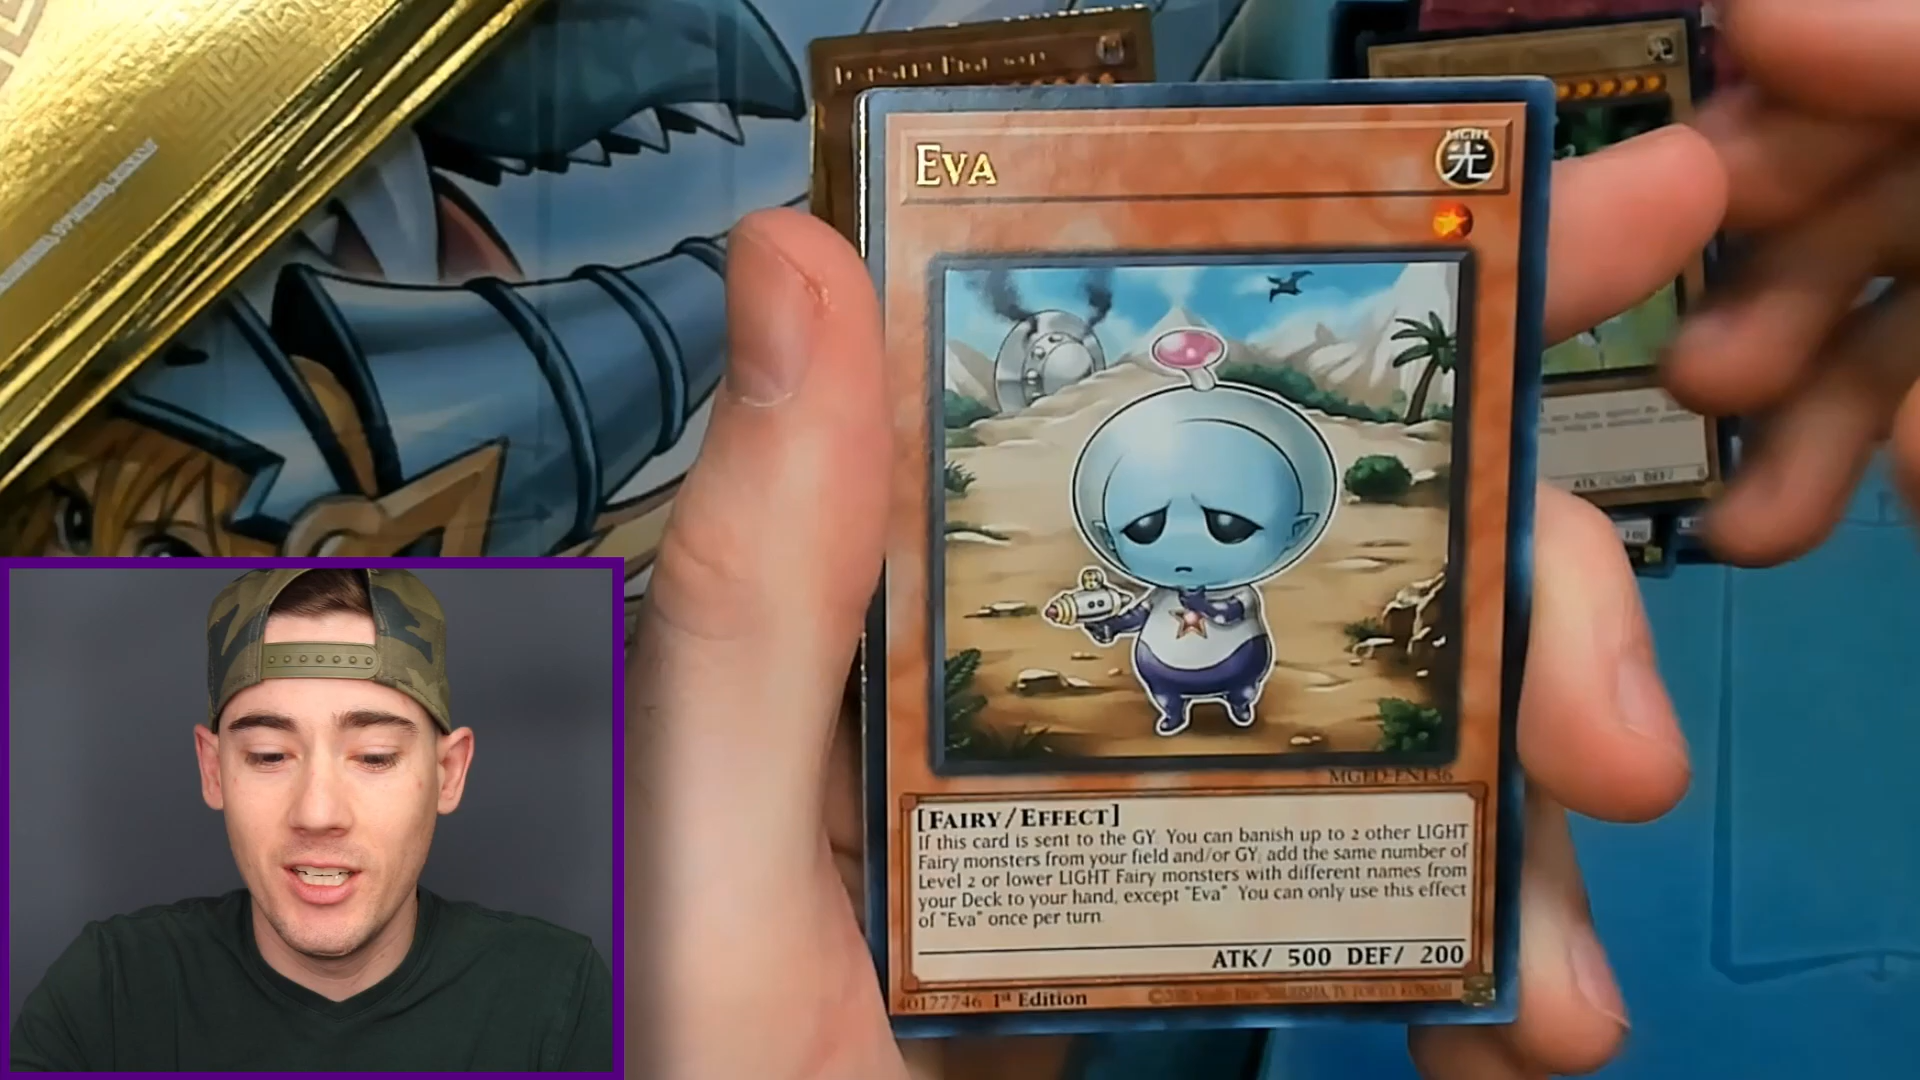 EVA
LIGHT
光
MGED-EN136
[FAIRY/EFFECT]
If this card is sent to the GY: You can banish up to 2 other LIGHT
Fairy monsters from your field and/or GY; add the same number of
Level 2 or lower LIGHT Fairy monsters with different names from
your Deck to your hand, except "Eva" You can only use this effect
of "Eva" once per turn.
ATK/ 500 DEF/ 200
40177746 1st Edition